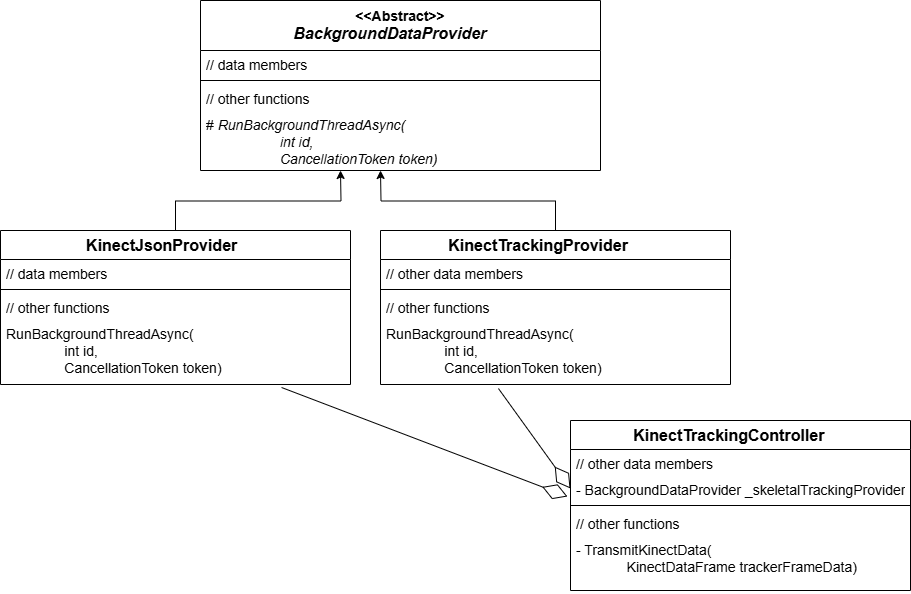 <<Abstract>>
BackgroundDataProvider
// data members
// other functions
# RunBackgroundThreadAsync(
int id,
CancellationToken token)
KinectJsonProvider
// data members
// other functions
RunBackgroundThreadAsync(
int id,
CancellationToken token)
KinectTrackingProvider
// other data members
// other functions
RunBackgroundThreadAsync(
int id,
CancellationToken token)
KinectTrackingController
// other data members
- BackgroundDataProvider _skeletalTrackingProvider
// other functions
- TransmitKinectData(
KinectDataFrame trackerFrameData)